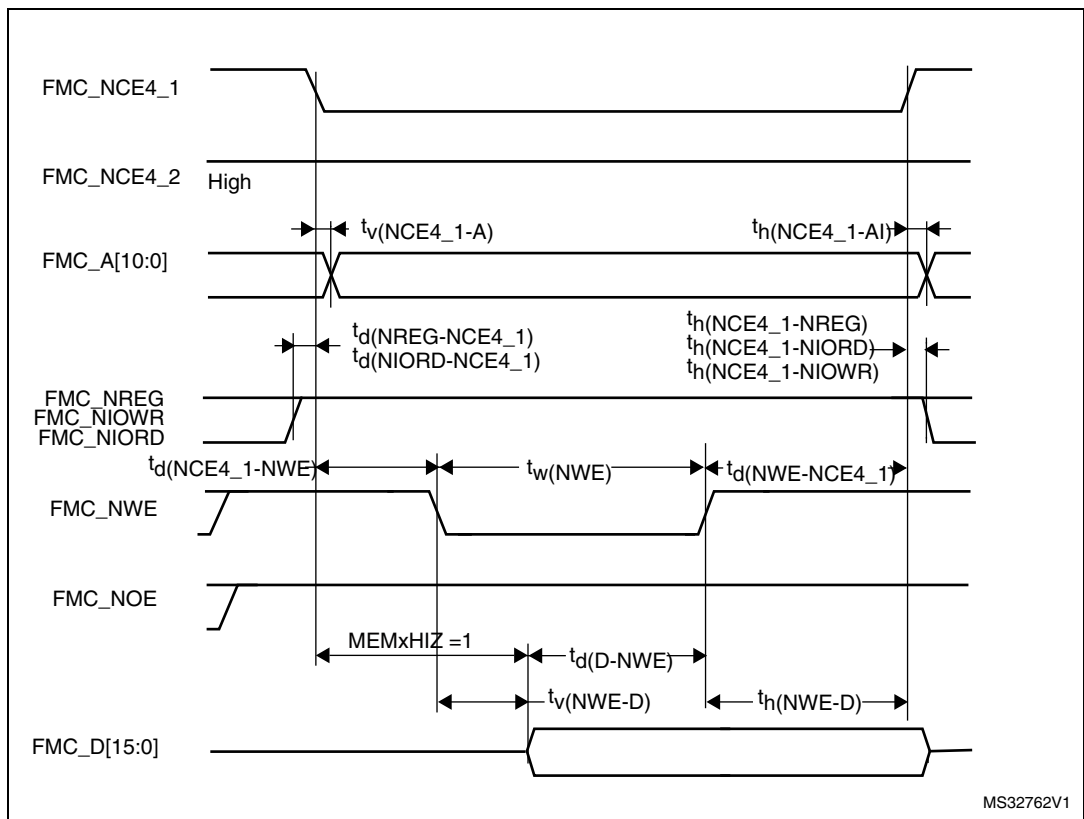 FMC_NCE4_1
FMC_NCE4_2 High
tv(NCE4_1-A)
th(NCE4_1-AI)
FMC_A[10:0]
td(NREG-NCE4_1)
td(NIORD-NCE4_1)
th(NCE4_1-NREG)
th(NCE4_1-NIORD)
th(NCE4_1-NIOWR)
FMC_NREG
FMC_NIOWR
FMC_NIORD
td(NCE4_1-NWE)
tw(NWE)
td(NWE-NCE4_1)
FMC_NWE
FMC_NOE
MEMxHIZ =1
td(D-NWE)
tv(NWE-D)
th(NWE-D)
FMC_D[15:0]
MS32762V1